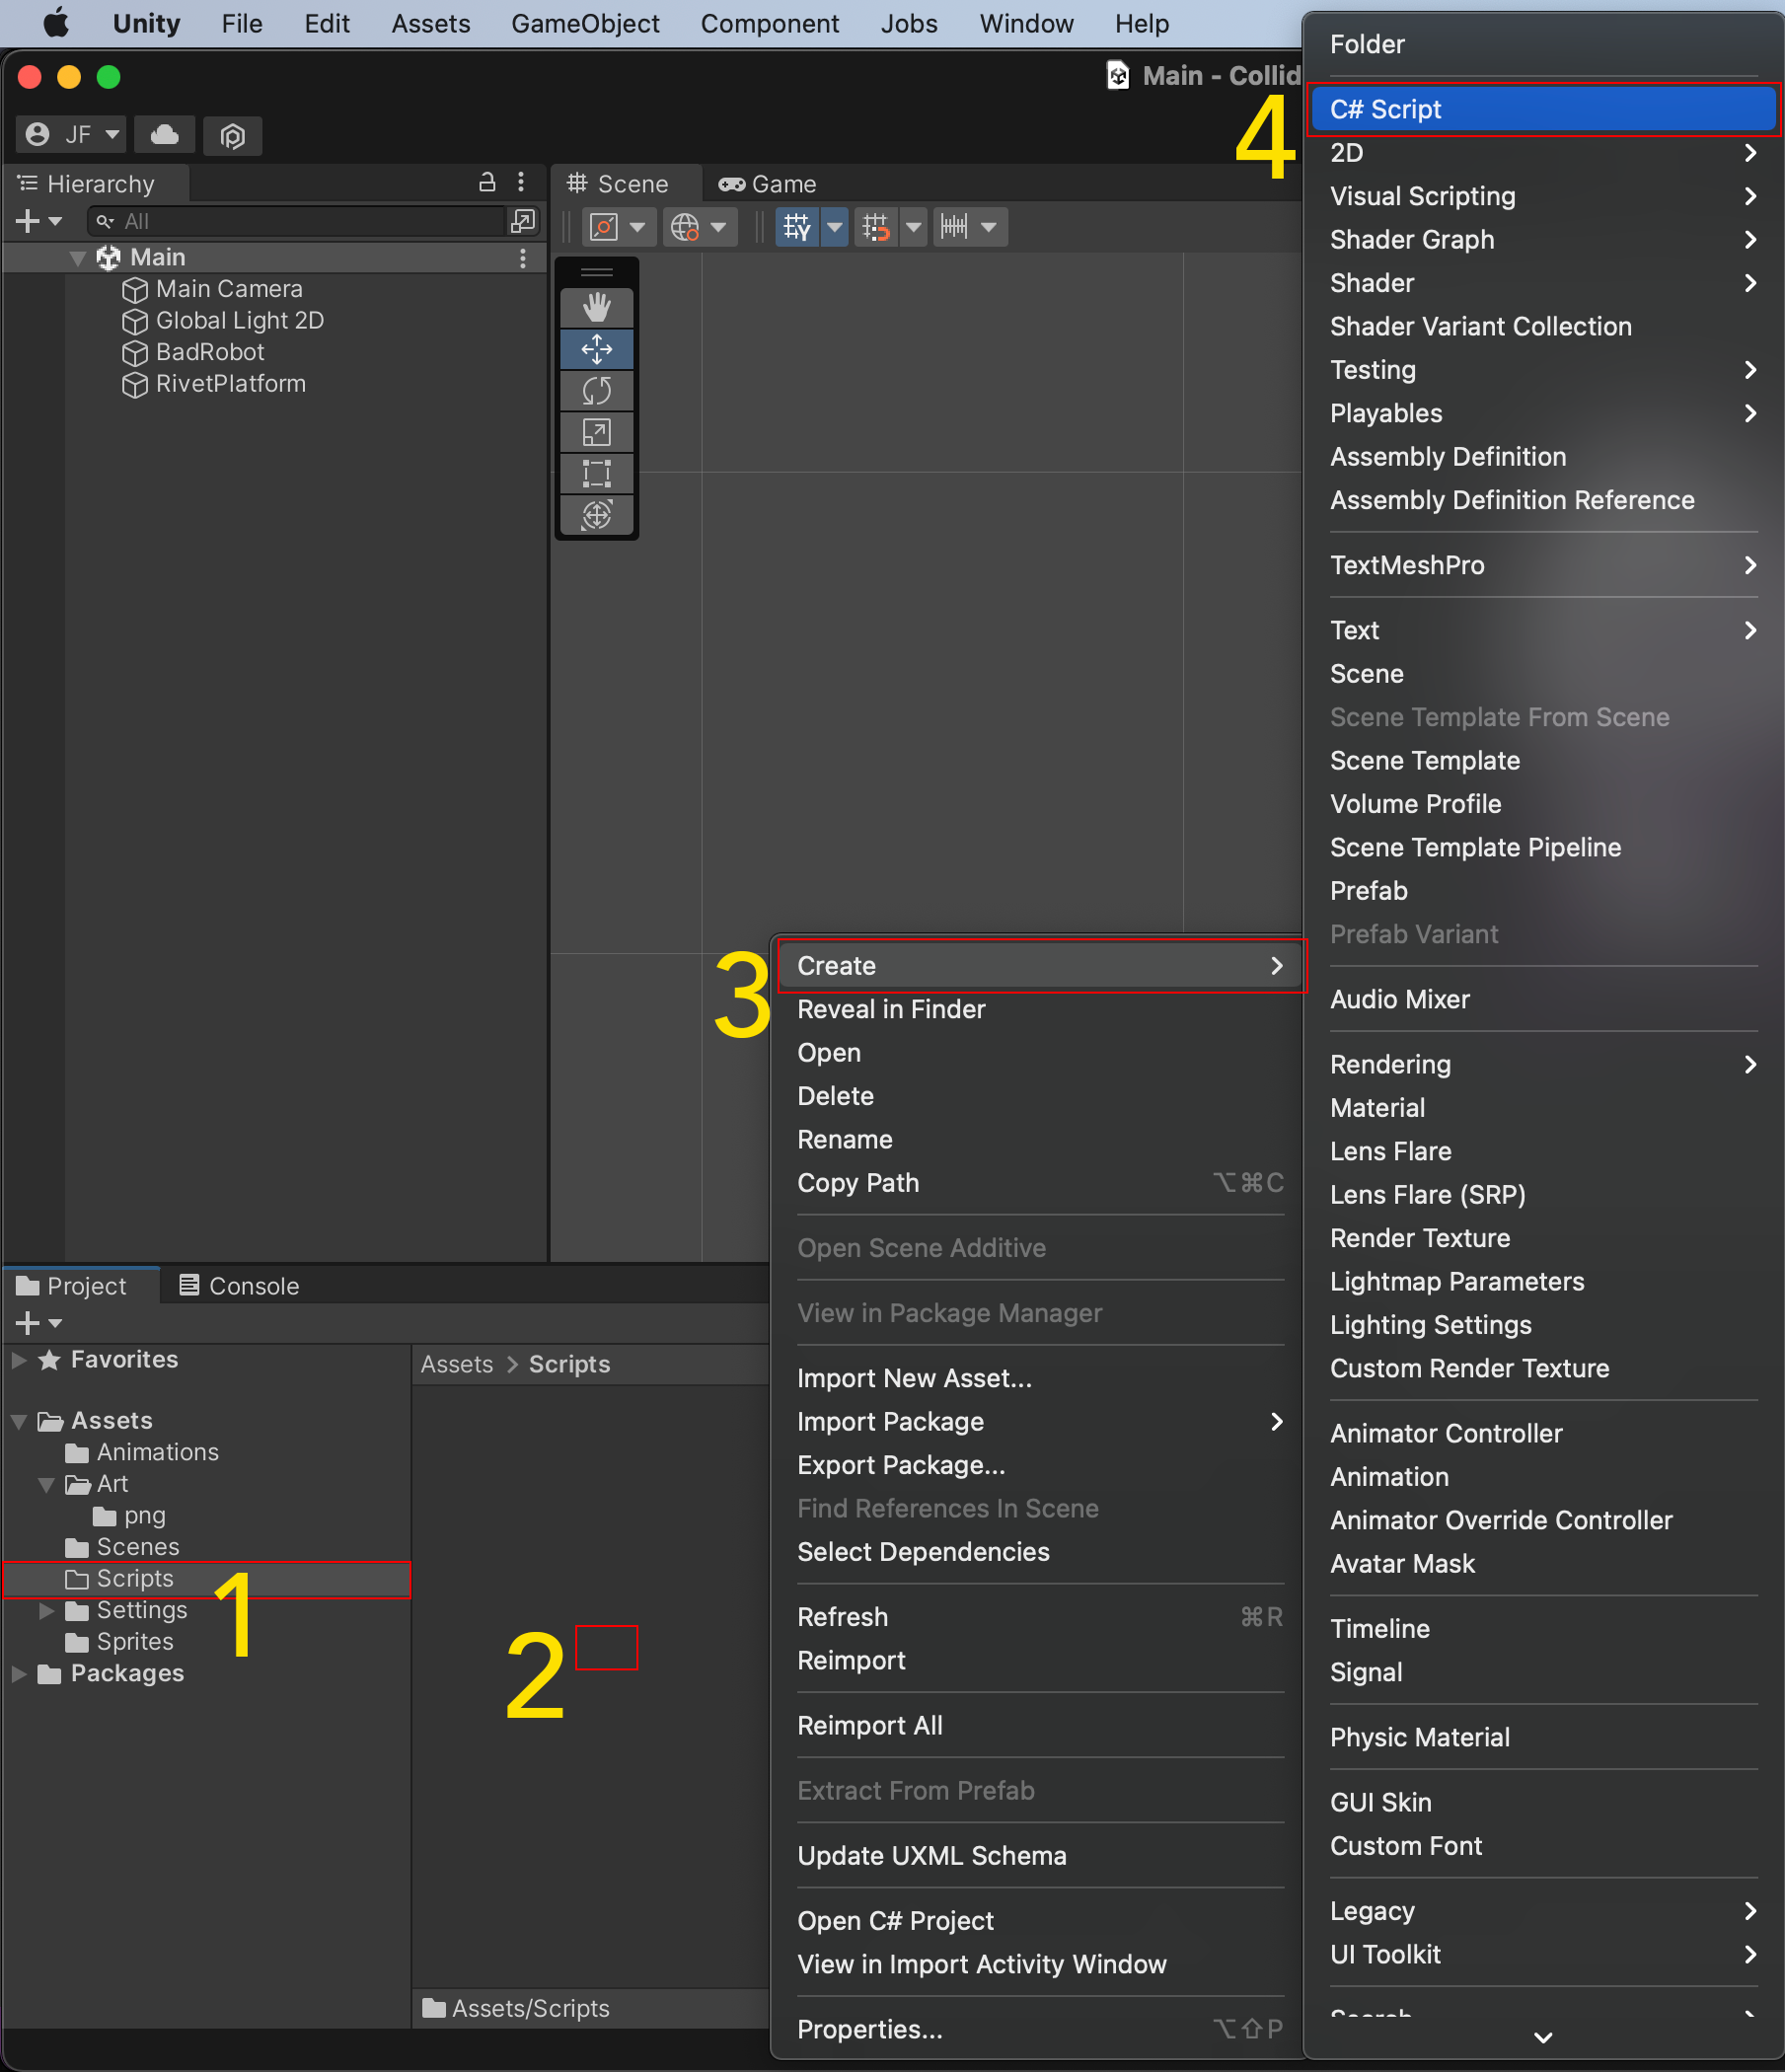 Unity File Edit Assets GameObject Component Jobs Window Help
Main - Collid
JF
Hierarchy
All
Main
Main Camera
Global Light 2D
BadRobot
RivetPlatform
Scene Game
Y
Project Console
Favorites
Assets
Animations
Art
png
Scenes
Scripts
Settings
Sprites
Packages
1
Assets > Scripts
2
Assets/Scripts
3
Create
Reveal in Finder
Open
Delete
Rename
Copy Path ⌥⌘C
Open Scene Additive
View in Package Manager
Import New Asset...
Import Package
Export Package...
Find References In Scene
Select Dependencies
Refresh ⌘R
Reimport
Reimport All
Extract From Prefab
Update UXML Schema
Open C# Project
View in Import Activity Window
Properties... ⌥⇧P
4
Folder
C# Script
2D
Visual Scripting
Shader Graph
Shader
Shader Variant Collection
Testing
Playables
Assembly Definition
Assembly Definition Reference
TextMeshPro
Text
Scene
Scene Template From Scene
Scene Template
Volume Profile
Scene Template Pipeline
Prefab
Prefab Variant
Audio Mixer
Rendering
Material
Lens Flare
Lens Flare (SRP)
Render Texture
Lightmap Parameters
Lighting Settings
Custom Render Texture
Animator Controller
Animation
Animator Override Controller
Avatar Mask
Timeline
Signal
Physic Material
GUI Skin
Custom Font
Legacy
UI Toolkit
Search